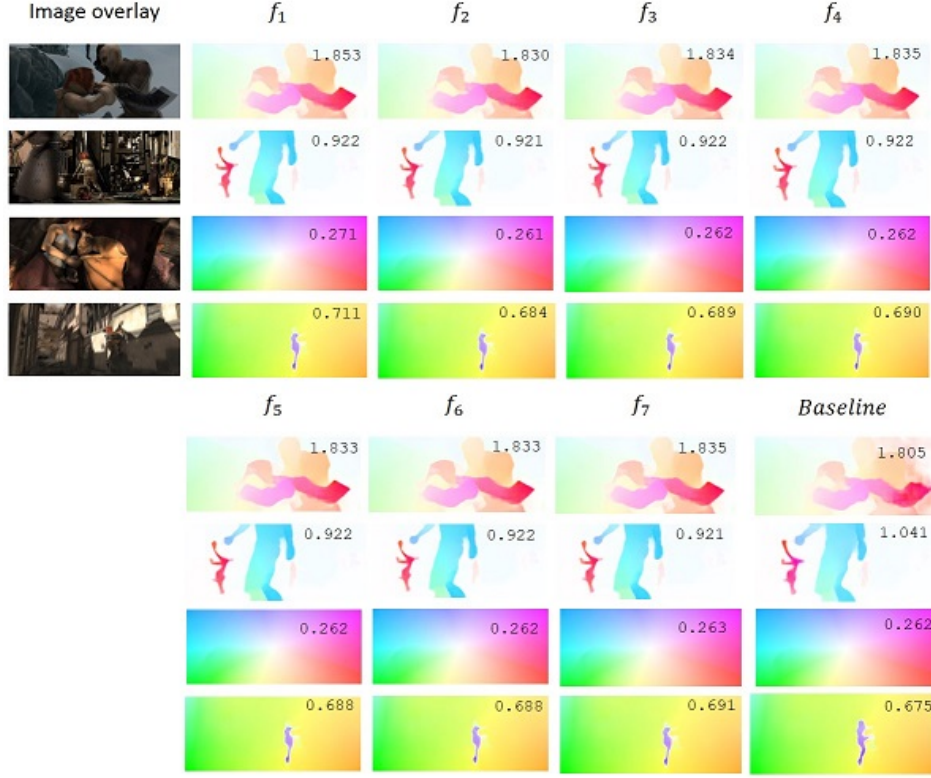 Image overlay f₁ f₂ f₃ f₄
1.853 1.830 1.834 1.835
0.922 0.921 0.922 0.922
0.271 0.261 0.262 0.262
0.711 0.684 0.689 0.690
f₅ f₆ f₇ Baseline
1.833 1.833 1.835 1.805
0.922 0.922 0.921 1.041
0.262 0.262 0.263 0.262
0.688 0.688 0.691 0.675